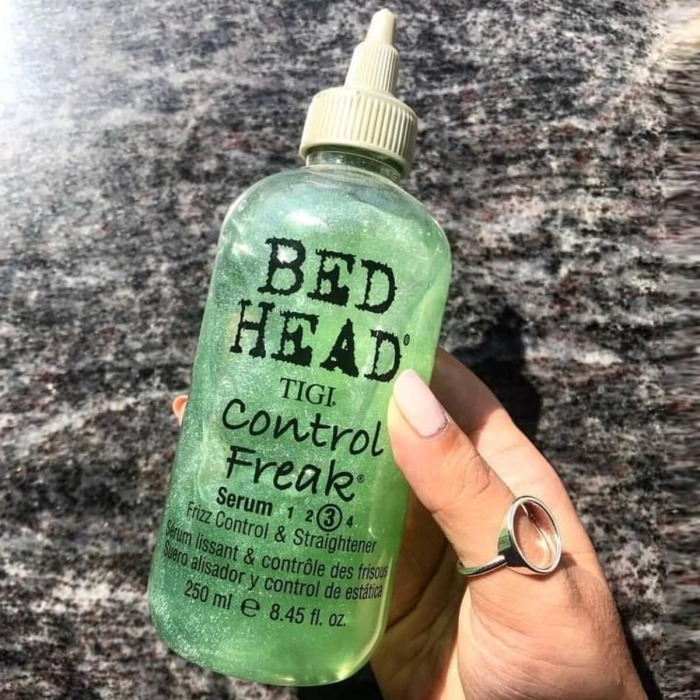 BED
HEAD®
TIGI
Control
Freak®
Serum 1 2 3 4
Frizz Control & Straightener
Sérum lissant & contrôle des frisous
Suero alisador y control de estática
250 ml e 8.45 fl. oz.